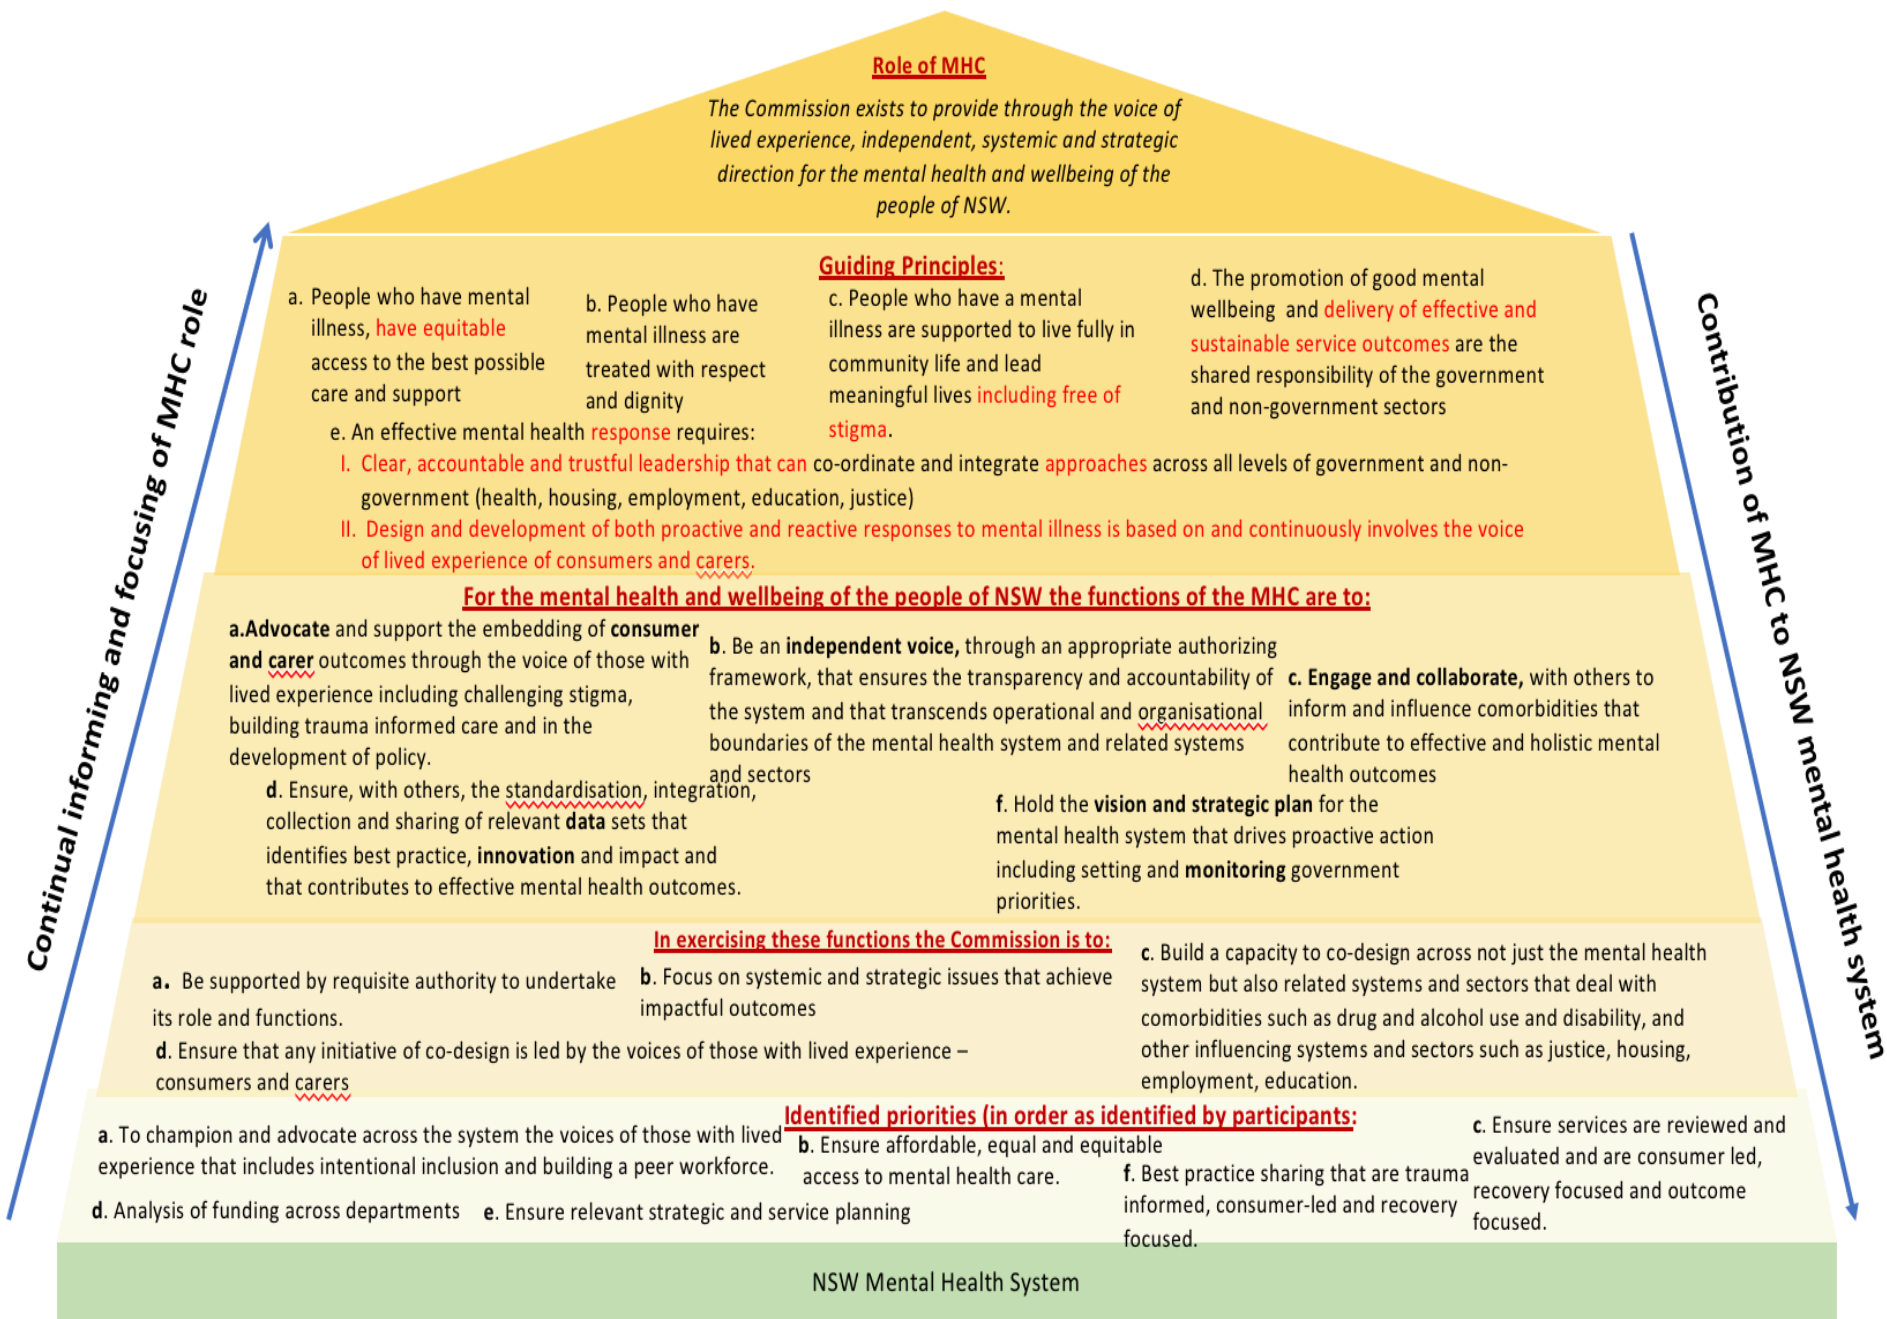 Role of MHC
The Commission exists to provide through the voice of
lived experience, independent, systemic and strategic
direction for the mental health and wellbeing of the
people of NSW.
Continual informing and focusing of MHC role
Contribution of MHC to NSW mental health system
Guiding Principles:
a. People who have mental
illness, have equitable
access to the best possible
care and support
b. People who have
mental illness are
treated with respect
and dignity
c. People who have a mental
illness are supported to live fully in
community life and lead
meaningful lives including free of
stigma.
d. The promotion of good mental
wellbeing and delivery of effective and
sustainable service outcomes are the
shared responsibility of the government
and non-government sectors
e. An effective mental health response requires:
I. Clear, accountable and trustful leadership that can co-ordinate and integrate approaches across all levels of government and non-
government (health, housing, employment, education, justice)
II. Design and development of both proactive and reactive responses to mental illness is based on and continuously involves the voice
of lived experience of consumers and carers.
For the mental health and wellbeing of the people of NSW the functions of the MHC are to:
a.Advocate and support the embedding of consumer
and carer outcomes through the voice of those with
lived experience including challenging stigma,
building trauma informed care and in the
development of policy.
b. Be an independent voice, through an appropriate authorizing
framework, that ensures the transparency and accountability of
the system and that transcends operational and organisational
boundaries of the mental health system and related systems
and sectors
c. Engage and collaborate, with others to
inform and influence comorbidities that
contribute to effective and holistic mental
health outcomes
d. Ensure, with others, the standardisation, integration,
collection and sharing of relevant data sets that
identifies best practice, innovation and impact and
that contributes to effective mental health outcomes.
f. Hold the vision and strategic plan for the
mental health system that drives proactive action
including setting and monitoring government
priorities.
In exercising these functions the Commission is to:
a. Be supported by requisite authority to undertake
its role and functions.
b. Focus on systemic and strategic issues that achieve
impactful outcomes
c. Build a capacity to co-design across not just the mental health
system but also related systems and sectors that deal with
comorbidities such as drug and alcohol use and disability, and
other influencing systems and sectors such as justice, housing,
employment, education.
d. Ensure that any initiative of co-design is led by the voices of those with lived experience –
consumers and carers
Identified priorities (in order as identified by participants:
a. To champion and advocate across the system the voices of those with lived
experience that includes intentional inclusion and building a peer workforce.
b. Ensure affordable, equal and equitable
access to mental health care.
c. Ensure services are reviewed and
evaluated and are consumer led,
recovery focused and outcome
focused.
d. Analysis of funding across departments
e. Ensure relevant strategic and service planning
f. Best practice sharing that are trauma
informed, consumer-led and recovery
focused.
NSW Mental Health System